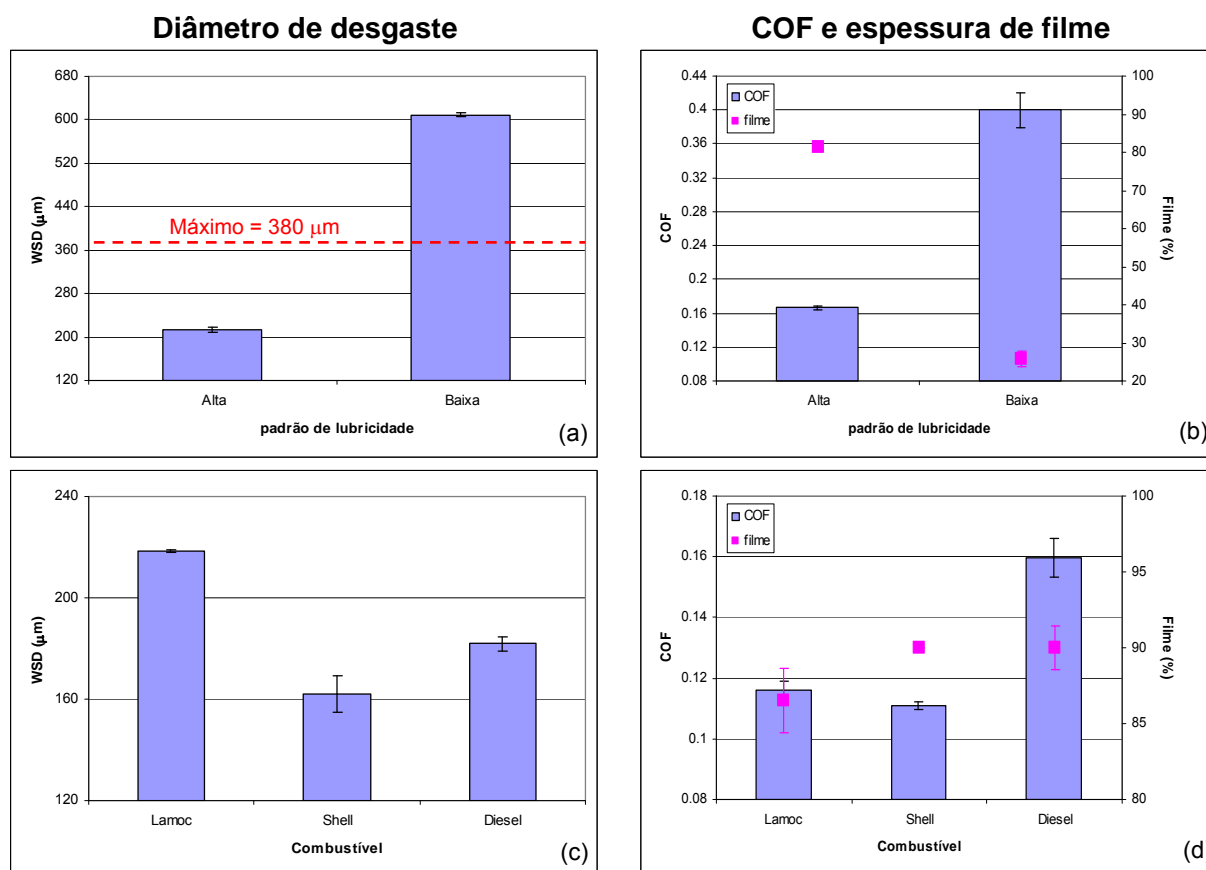 Diâmetro de desgaste
COF e espessura de filme
680
600
520
440
360
280
200
120
WSD (μm)
Máximo = 380 μm
Alta
Baixa
padrão de lubricidade
(a)
0.44
0.4
0.36
0.32
0.28
0.24
0.2
0.16
0.12
0.08
COF
COF
filme
100
90
80
70
60
50
40
30
20
Filme (%)
Alta
Baixa
padrão de lubricidade
(b)
240
200
160
120
WSD (μm)
Lamoc
Shell
Diesel
Combustível
(c)
0.18
0.16
0.14
0.12
0.1
0.08
COF
COF
filme
100
95
90
85
80
Filme (%)
Lamoc
Shell
Diesel
Combustível
(d)